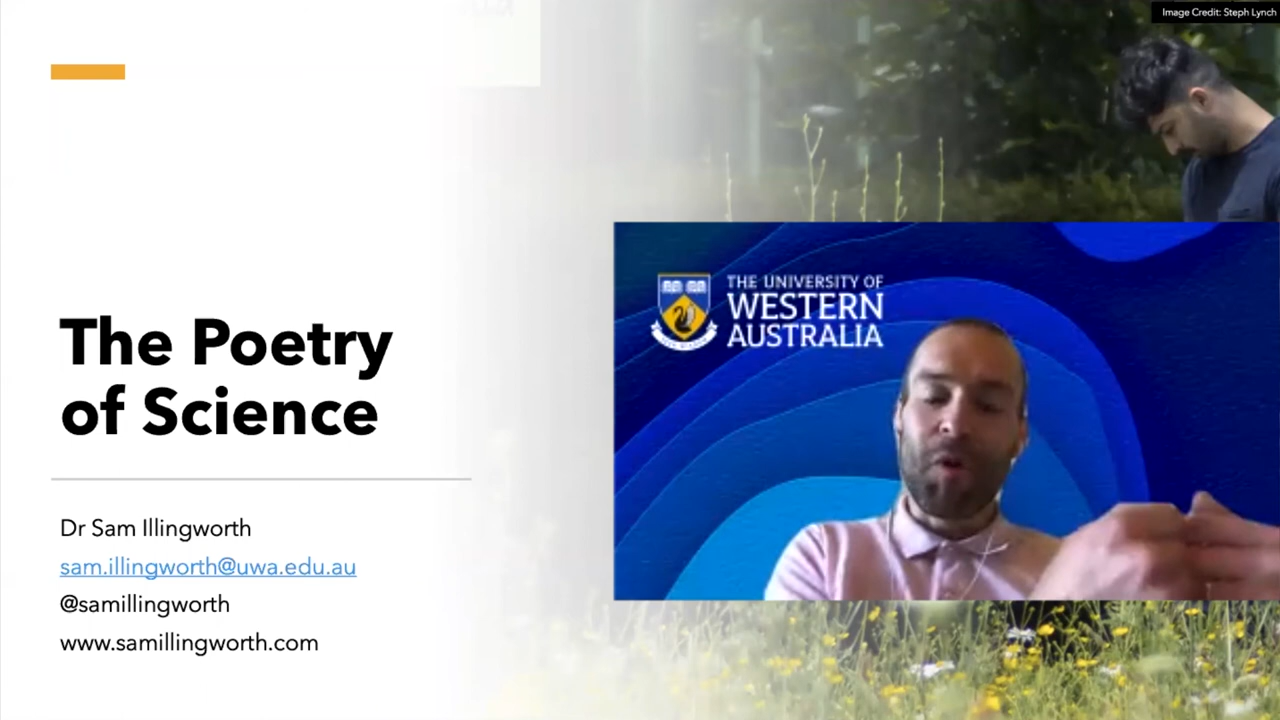 Image Credit: Steph Lynch
THE UNIVERSITY OF
WESTERN
AUSTRALIA
The Poetry
of Science
Dr Sam Illingworth
sam.illingworth@uwa.edu.au
@samillingworth
www.samillingworth.com